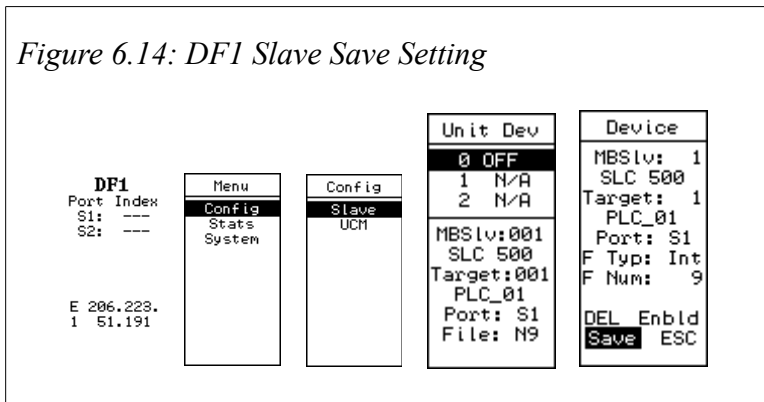 Figure 6.14: DF1 Slave Save Setting
DF1
Port Index
S1: ---
S2: ---
E 206.223.
1 51.191
Menu
Config
Stats
System
Config
Slave
UCM
Unit Dev
0 OFF
1 N/A
2 N/A
MBSlv:001
SLC 500
Target:001
PLC_01
Port: S1
File: N9
Device
MBSlv: 1
SLC 500
Target: 1
PLC_01
Port: S1
F Typ: Int
F Num: 9
DEL Enbld
Save ESC